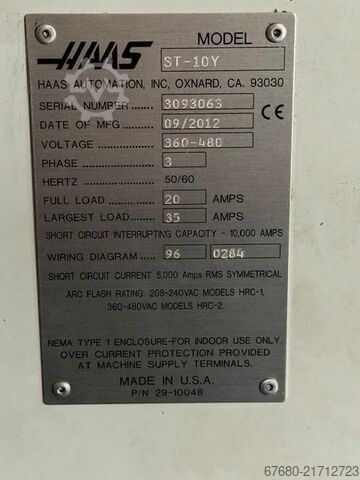 HAAS
MODEL
ST-10Y
HAAS AUTOMATION, INC, OXNARD, CA. 93030
SERIAL NUMBER 3093063
DATE OF MFG 09/2012
VOLTAGE 360-480
PHASE 3
HERTZ 50/60
FULL LOAD 20 AMPS
LARGEST LOAD 35 AMPS
SHORT CIRCUIT INTERRUPTING CAPACITY - 10,000 AMPS
WIRING DIAGRAM 96 0284
SHORT CIRCUIT CURRENT 5,000 Amps RMS SYMMETRICAL
ARC FLASH RATING: 208-240VAC MODELS HRC-1,
360-480VAC MODELS HRC-2.
NEMA TYPE 1 ENCLOSURE-FOR INDOOR USE ONLY.
OVER CURRENT PROTECTION PROVIDED
AT MACHINE SUPPLY TERMINALS.
MADE IN U.S.A.
P/N 29-10048
67680-21712723